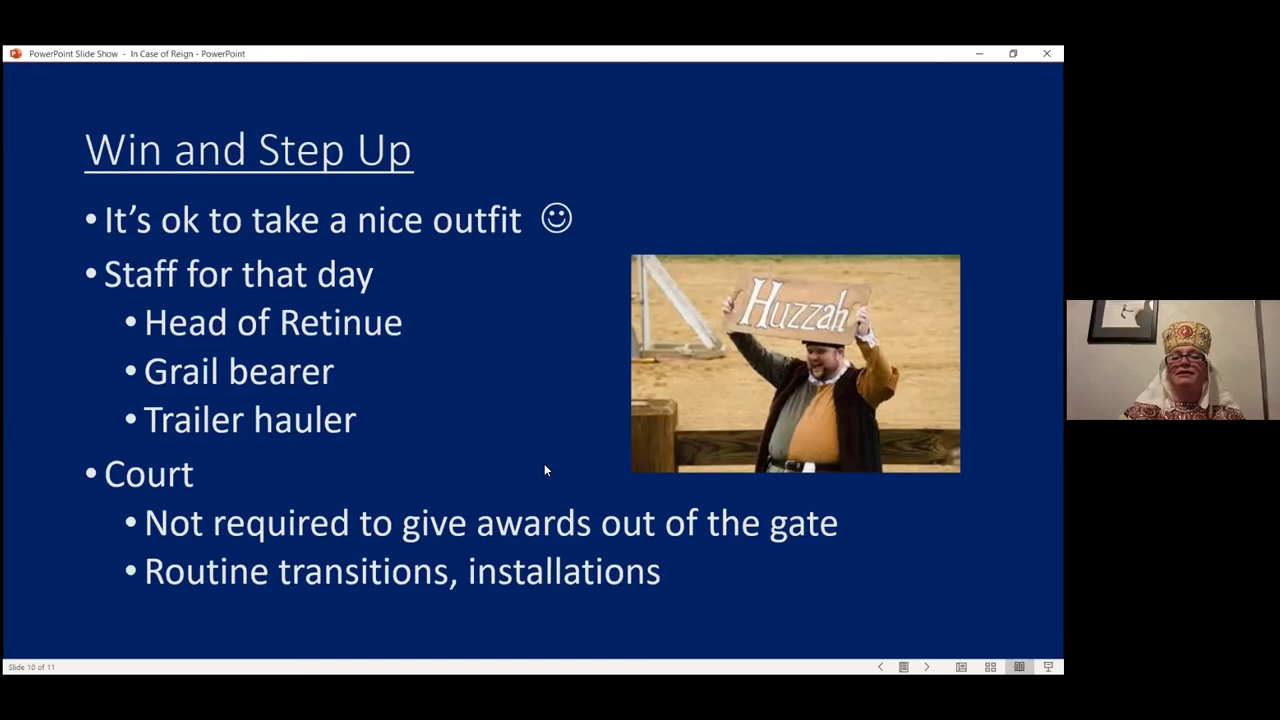 PowerPoint Slide Show - In Case of Reign - PowerPoint
Win and Step Up
• It's ok to take a nice outfit ☺
• Staff for that day
• Head of Retinue
• Grail bearer
• Trailer hauler
Huzzah
• Court
• Not required to give awards out of the gate
• Routine transitions, installations
Slide 10 of 11